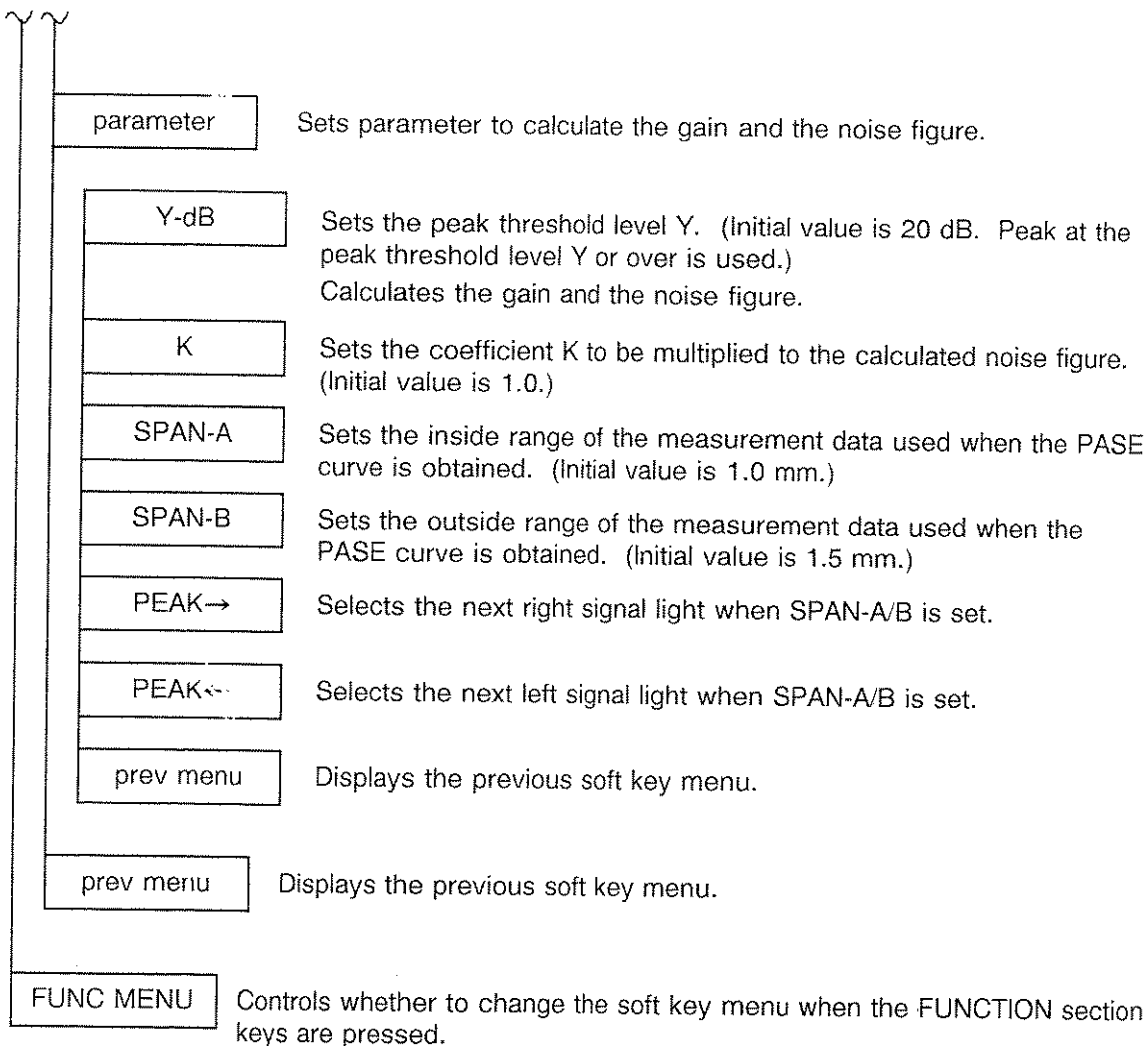 parameter Sets parameter to calculate the gain and the noise figure.
Y-dB Sets the peak threshold level Y. (Initial value is 20 dB. Peak at the
peak threshold level Y or over is used.)
Calculates the gain and the noise figure.
K Sets the coefficient K to be multiplied to the calculated noise figure.
(Initial value is 1.0.)
SPAN-A Sets the inside range of the measurement data used when the PASE
curve is obtained. (Initial value is 1.0 mm.)
SPAN-B Sets the outside range of the measurement data used when the
PASE curve is obtained. (Initial value is 1.5 mm.)
PEAK→ Selects the next right signal light when SPAN-A/B is set.
PEAK← Selects the next left signal light when SPAN-A/B is set.
prev menu Displays the previous soft key menu.
prev menu Displays the previous soft key menu.
FUNC MENU Controls whether to change the soft key menu when the FUNCTION section
keys are pressed.